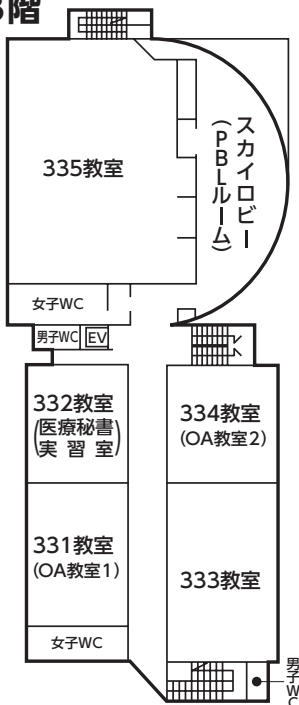 3階
335教室
スカイロビー
(PBLルーム)
女子WC
男子WC
EV
332教室
(医療秘書
実習室)
334教室
(OA教室2)
331教室
(OA教室1)
333教室
女子WC
男子WC